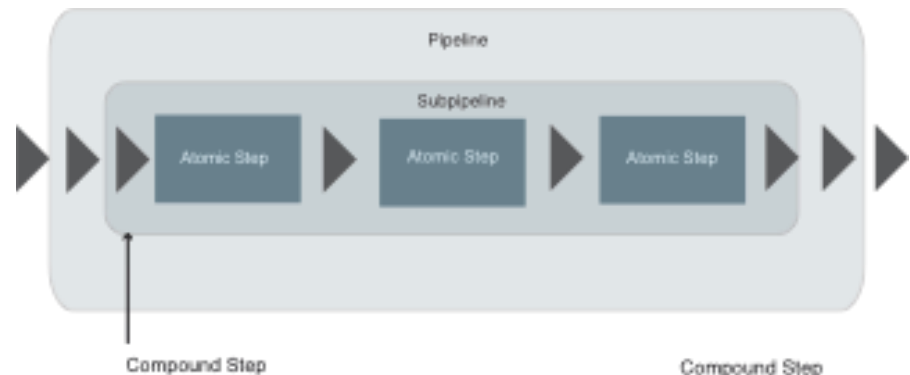 Pipeline
Subpipeline
Atomic Step
Atomic Step
Atomic Step
Compound Step
Compound Step